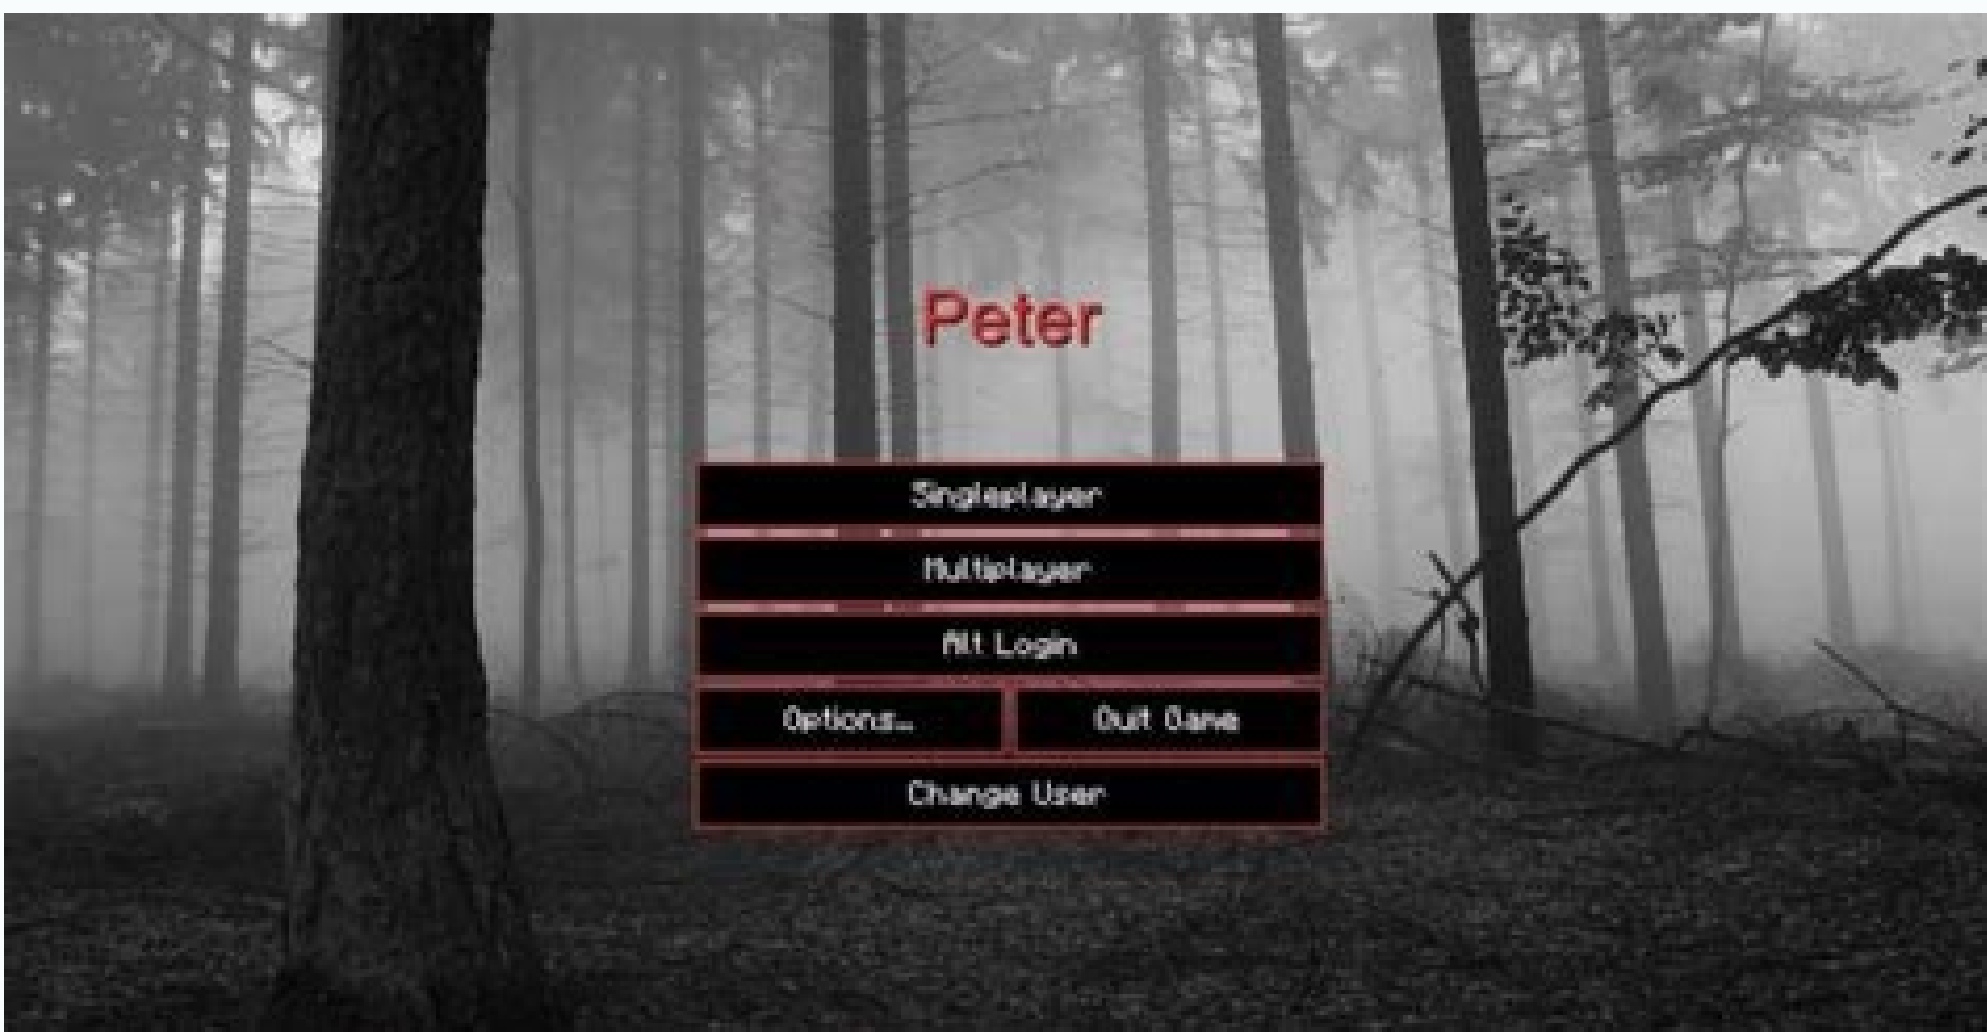 Peter
Singleplayer
Multiplayer
Alt Login
Options... Quit Game
Change User